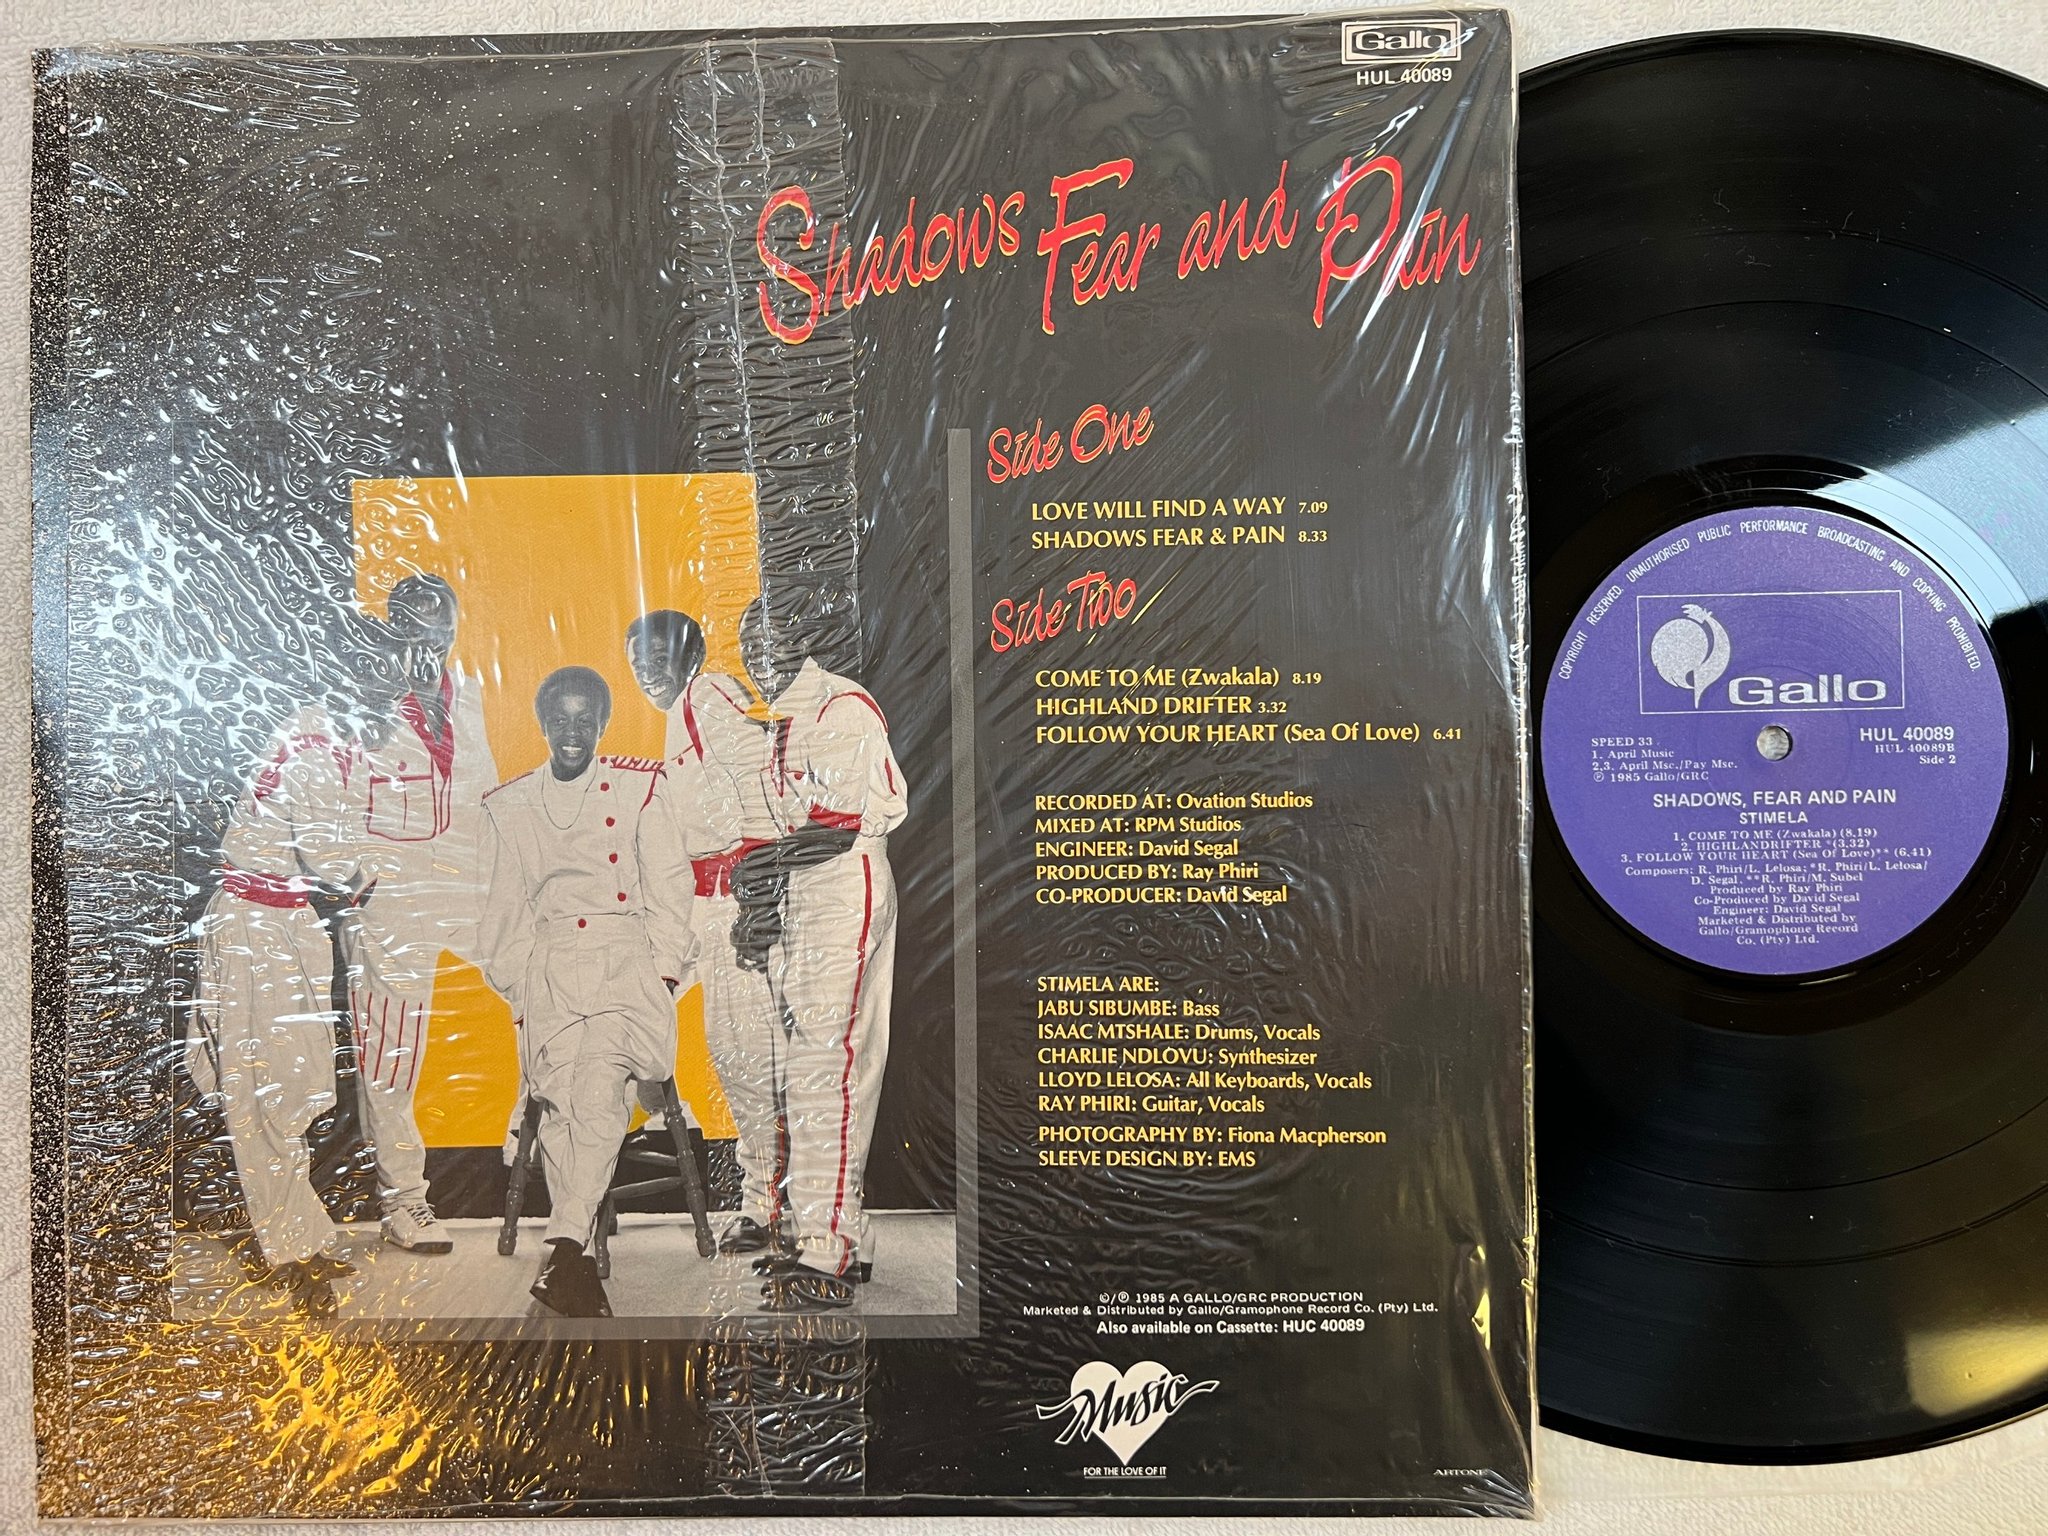 Gallo
HUL 40089
Shadows Fear and Pain
Side One
LOVE WILL FIND A WAY 7.09
SHADOWS FEAR & PAIN 8.33
Side Two
COME TO ME (Zwakala) 8.19
HIGHLAND DRIFTER 3.32
FOLLOW YOUR HEART (Sea Of Love) 6.41
RECORDED AT: Ovation Studios
MIXED AT: RPM Studios
ENGINEER: David Segal
PRODUCED BY: Ray Phiri
CO-PRODUCER: David Segal
STIMELA ARE:
JABU SIBUMBE: Bass
ISAAC MTSHALE: Drums, Vocals
CHARLIE NDLOVU: Synthesizer
LLOYD LELOSA: All Keyboards, Vocals
RAY PHIRI: Guitar, Vocals
PHOTOGRAPHY BY: Fiona Macpherson
SLEEVE DESIGN BY: EMS
©/℗ 1985 A GALLO/GRC PRODUCTION
Marketed & Distributed by Gallo/Gramophone Record Co. (Pty) Ltd.
Also available on Cassette: HUC 40089
Music
FOR THE LOVE OF IT
ARTONE
COPYRIGHT RESERVED. UNAUTHORISED PUBLIC PERFORMANCE BROADCASTING AND COPYING PROHIBITED.
Gallo
SPEED 33
1. April Music
2,3. April Msc./Pay Msc.
℗ 1985 Gallo/GRC
HUL 40089
HUL 40089B
Side 2
SHADOWS, FEAR AND PAIN
STIMELA
1. COME TO ME (Zwakala) (8.19)
2. HIGHLANDRIFTER *(3.32)
3. FOLLOW YOUR HEART (Sea Of Love)** (6.41)
Composers: R. Phiri/L. Lelosa; *R. Phiri/L. Lelosa/
D. Segal, **R. Phiri/M. Subel
Produced by Ray Phiri
Co-Produced by David Segal
Engineer: David Segal
Marketed & Distributed by
Gallo/Gramophone Record
Co. (Pty) Ltd.